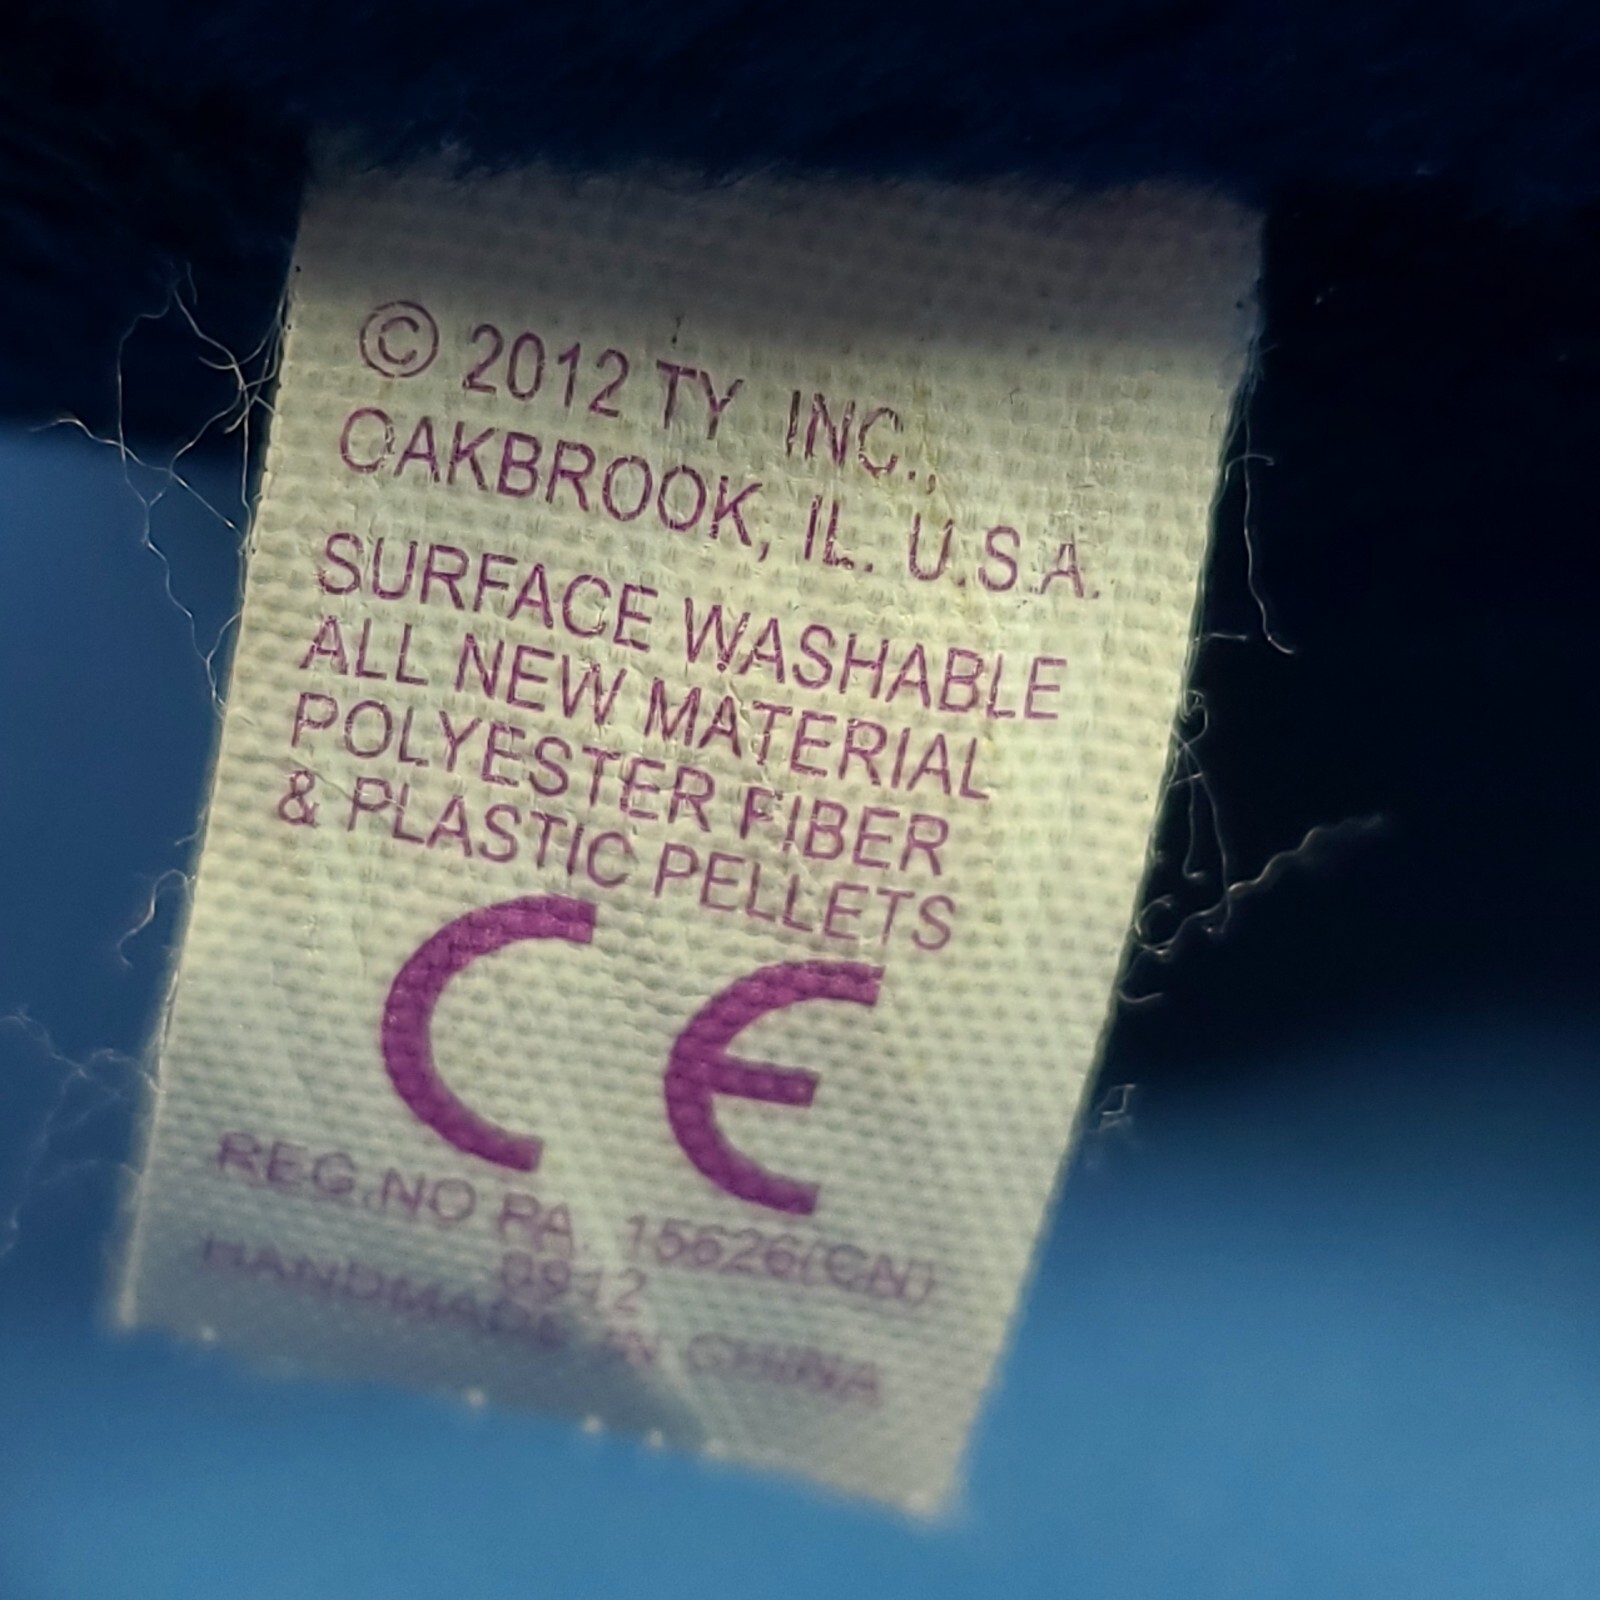 © 2012 TY INC.,
OAKBROOK, IL. U.S.A.
SURFACE WASHABLE
ALL NEW MATERIAL
POLYESTER FIBER
& PLASTIC PELLETS
CE
REG.NO PA. 15626(CN)
0912
HANDMADE IN CHINA